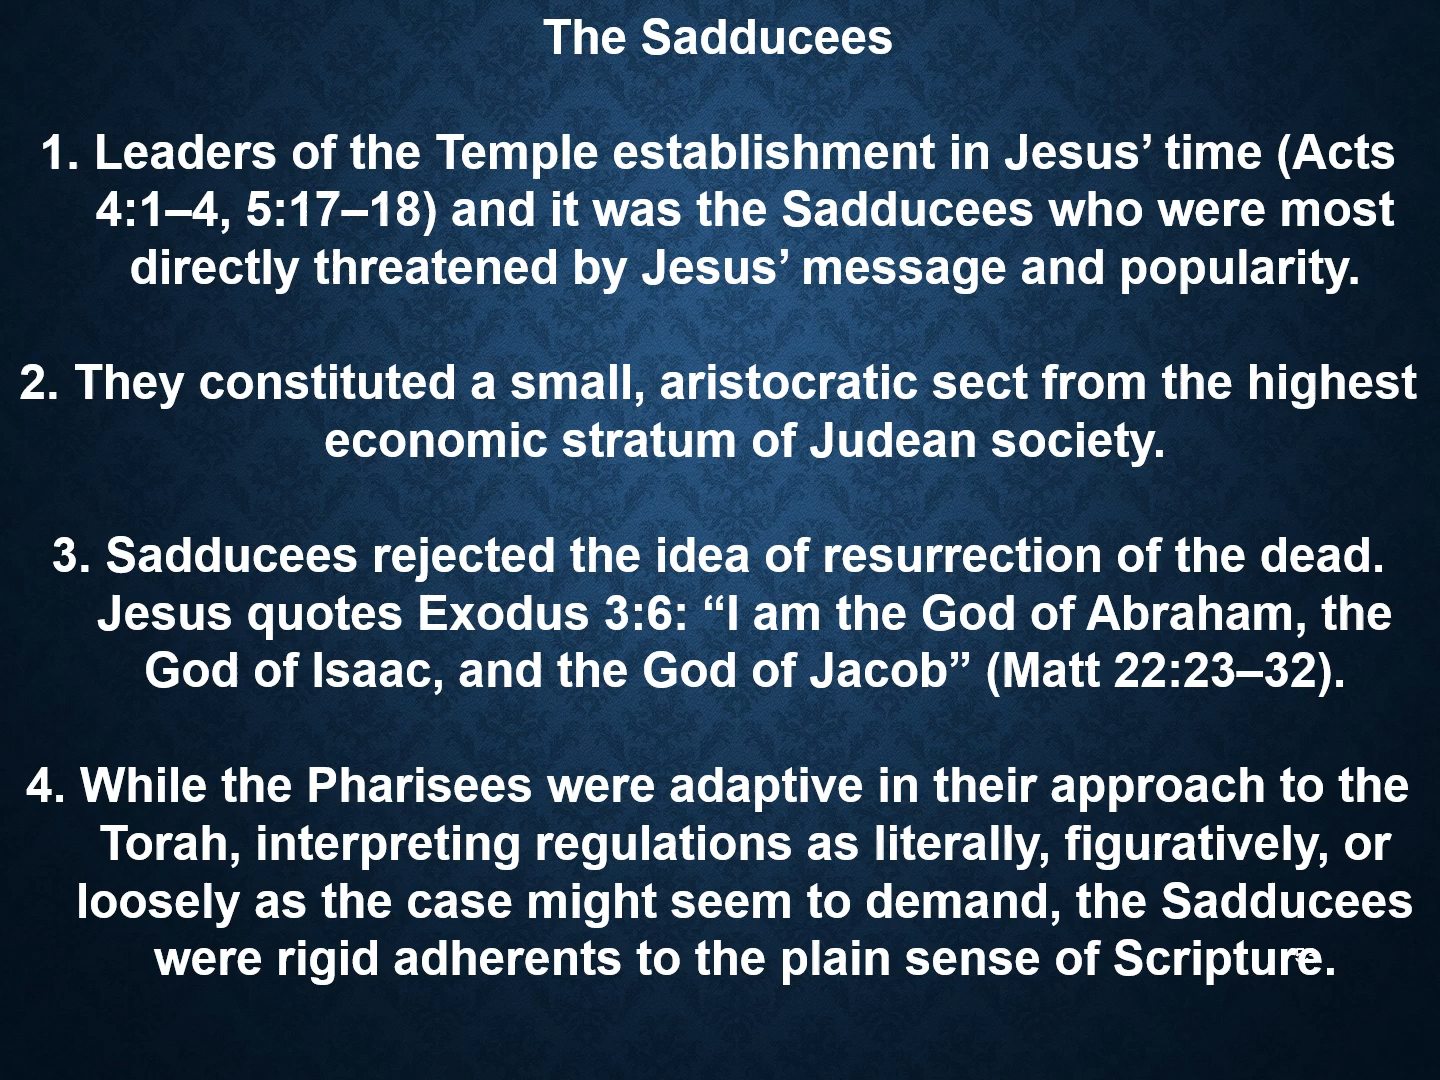 The Sadducees
1. Leaders of the Temple establishment in Jesus’ time (Acts
4:1–4, 5:17–18) and it was the Sadducees who were most
directly threatened by Jesus’ message and popularity.
2. They constituted a small, aristocratic sect from the highest
economic stratum of Judean society.
3. Sadducees rejected the idea of resurrection of the dead.
Jesus quotes Exodus 3:6: “I am the God of Abraham, the
God of Isaac, and the God of Jacob” (Matt 22:23–32).
4. While the Pharisees were adaptive in their approach to the
Torah, interpreting regulations as literally, figuratively, or
loosely as the case might seem to demand, the Sadducees
were rigid adherents to the plain sense of Scripture.